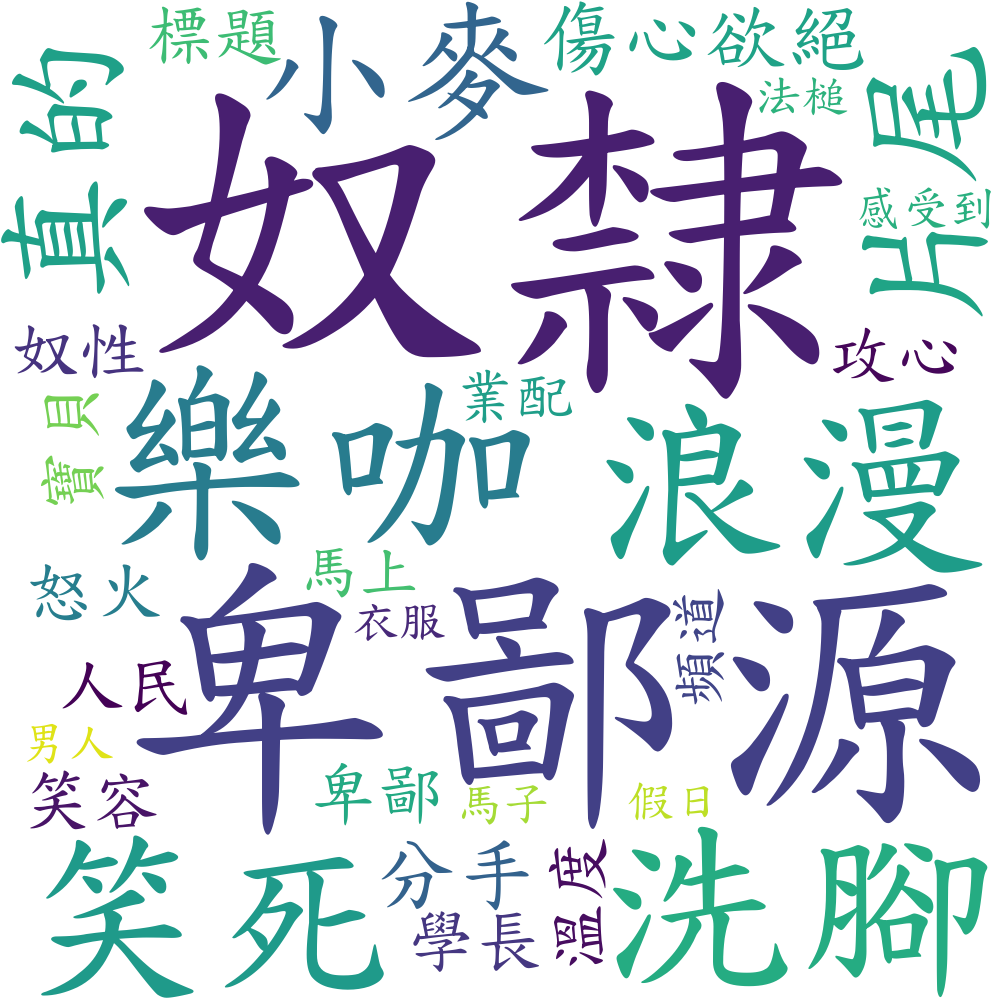 標題
小麥
傷心欲絕
真的
奴隸
法槌
片尾
感受到
奴性
攻心
寶貝
樂咖
業配
浪漫
怒火
馬上
卑鄙源
衣服
頻道
人民
男人
笑容
卑鄙
馬子
假日
笑死
分手
溫度
洗腳
學長